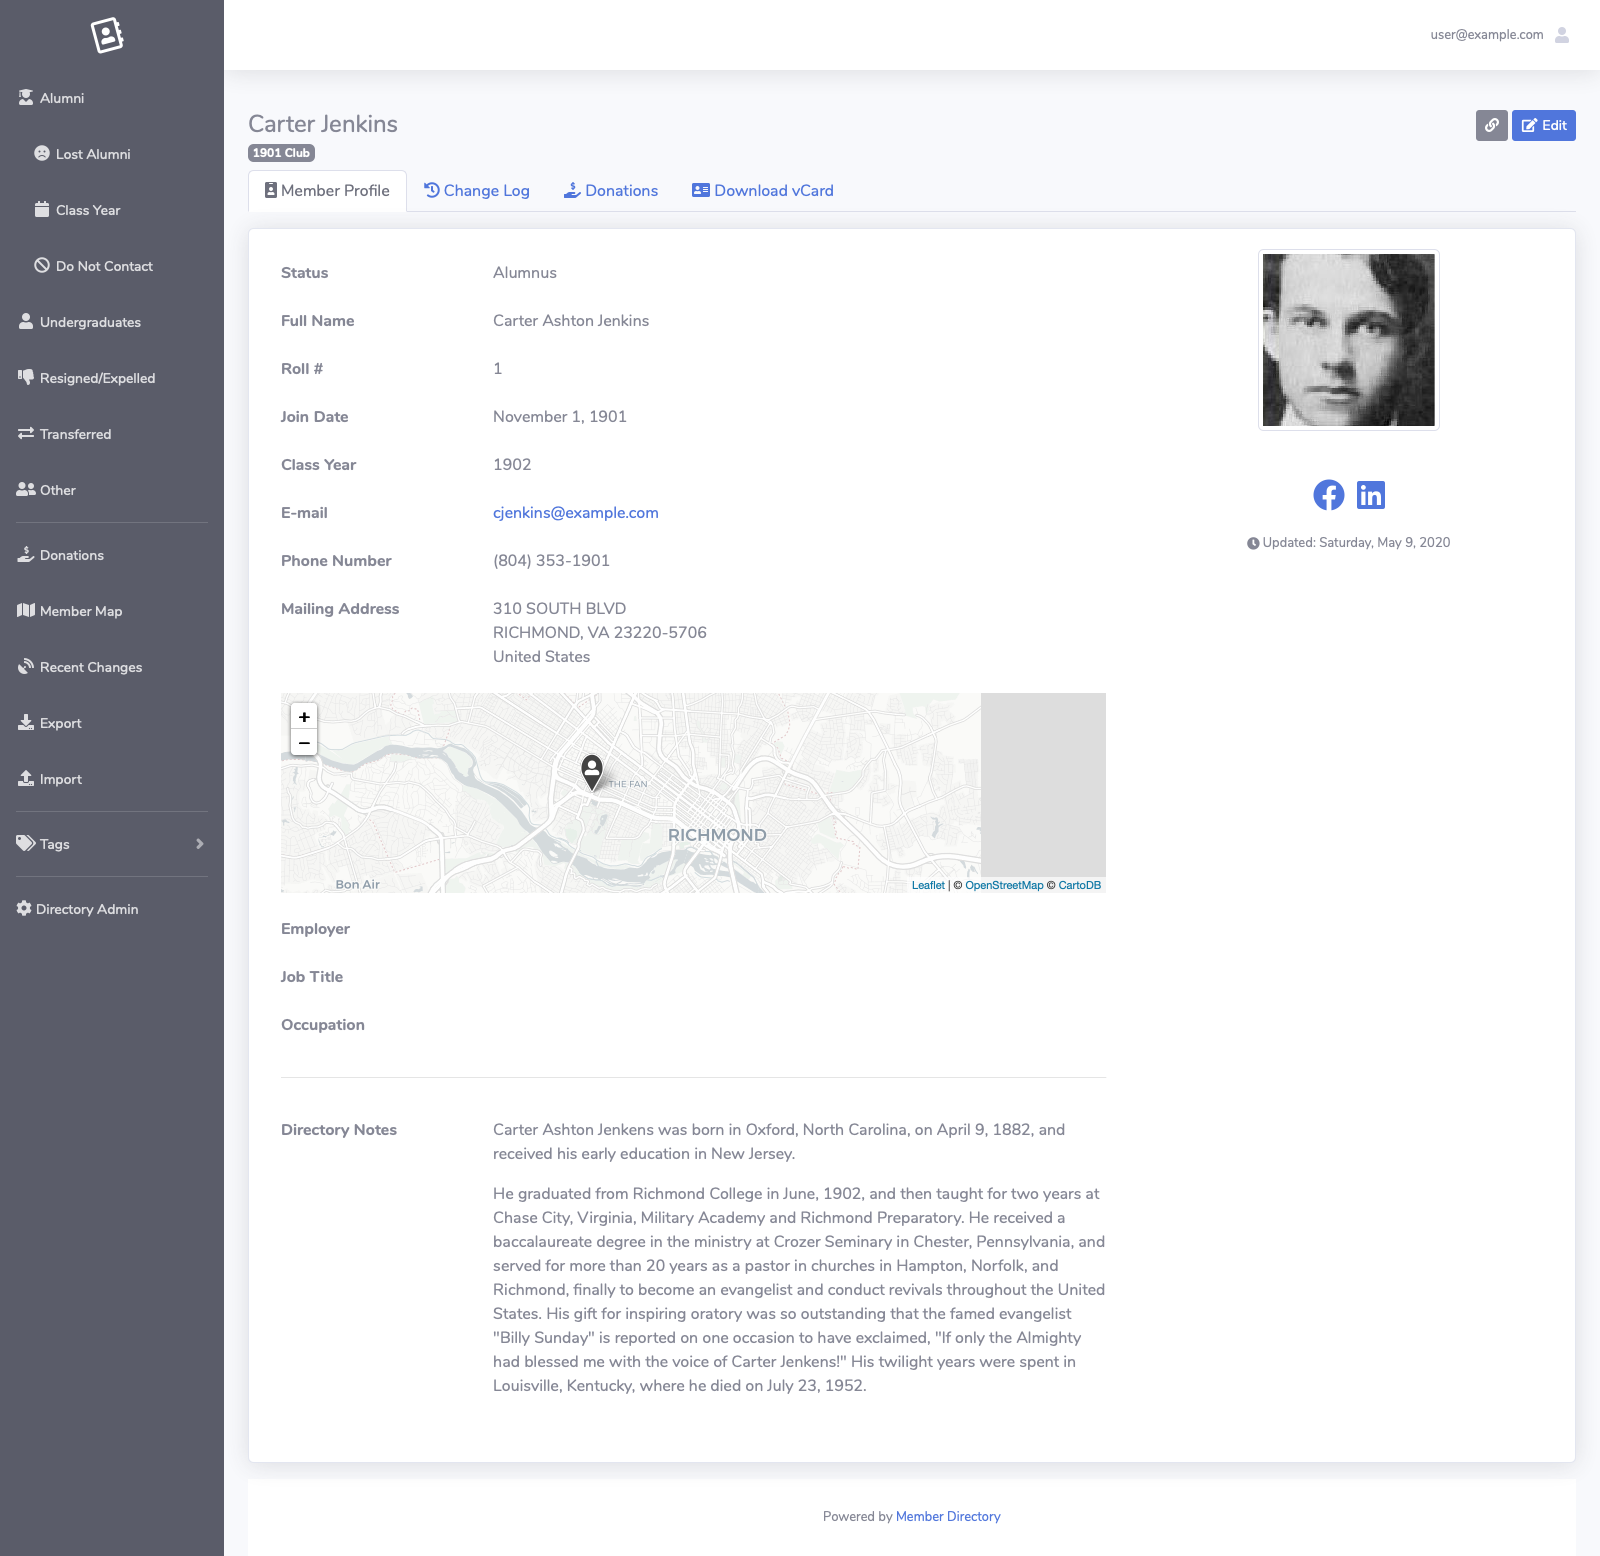 user@example.com
Alumni
Lost Alumni
Class Year
Do Not Contact
Undergraduates
Resigned/Expelled
Transferred
Other
Donations
Member Map
Recent Changes
Export
Import
Tags
Directory Admin
Carter Jenkins
1901 Club
Edit
Member Profile
Change Log
Donations
Download vCard
Status Alumnus
Full Name Carter Ashton Jenkins
Roll # 1
Join Date November 1, 1901
Class Year 1902
E-mail cjenkins@example.com
Phone Number (804) 353-1901
Mailing Address 310 SOUTH BLVD
RICHMOND, VA 23220-5706
United States
Updated: Saturday, May 9, 2020
+
−
THE FAN
RICHMOND
Bon Air
Leaflet | © OpenStreetMap © CartoDB
Employer
Job Title
Occupation
Directory Notes Carter Ashton Jenkens was born in Oxford, North Carolina, on April 9, 1882, and
received his early education in New Jersey.
He graduated from Richmond College in June, 1902, and then taught for two years at
Chase City, Virginia, Military Academy and Richmond Preparatory. He received a
baccalaureate degree in the ministry at Crozer Seminary in Chester, Pennsylvania, and
served for more than 20 years as a pastor in churches in Hampton, Norfolk, and
Richmond, finally to become an evangelist and conduct revivals throughout the United
States. His gift for inspiring oratory was so outstanding that the famed evangelist
"Billy Sunday" is reported on one occasion to have exclaimed, "If only the Almighty
had blessed me with the voice of Carter Jenkens!" His twilight years were spent in
Louisville, Kentucky, where he died on July 23, 1952.
Powered by Member Directory